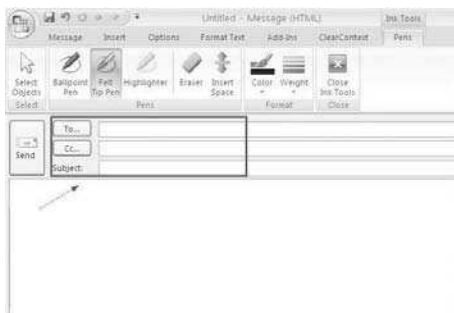 Untitled - Message (HTML) Ink Tools
Message Insert Options Format Text Add-Ins ClearContext Pens
Select Objects Ballpoint Pen Felt Tip Pen Highlighter Eraser Insert Space Color Weight Close Ink Tools
Select Pens Format Close
To...
Cc...
Send
Subject: